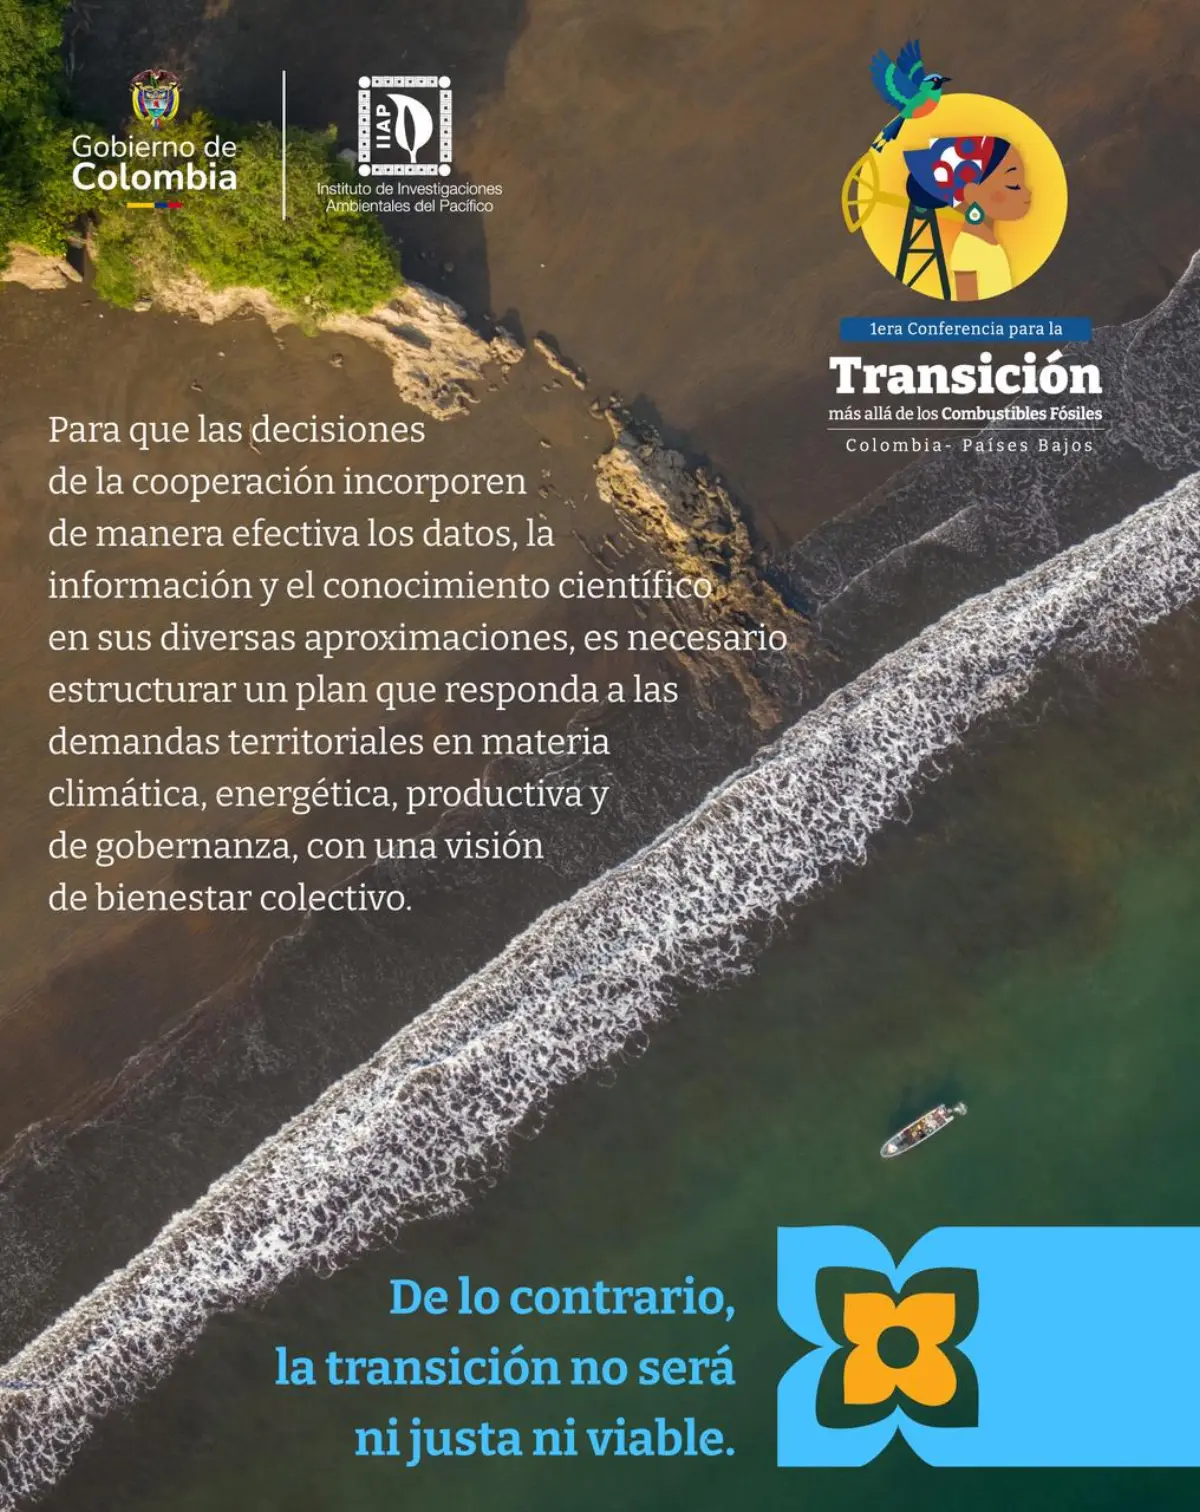 Gobierno de
Colombia
IIAP
Instituto de Investigaciones
Ambientales del Pacífico
1era Conferencia para la
Transición
más allá de los Combustibles Fósiles
Colombia- Países Bajos
Para que las decisiones
de la cooperación incorporen
de manera efectiva los datos, la
información y el conocimiento científico
en sus diversas aproximaciones, es necesario
estructurar un plan que responda a las
demandas territoriales en materia
climática, energética, productiva y
de gobernanza, con una visión
de bienestar colectivo.
De lo contrario,
la transición no será
ni justa ni viable.